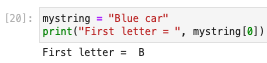 [20]: mystring = "Blue car"
print("First letter = ", mystring[0])
First letter =  B